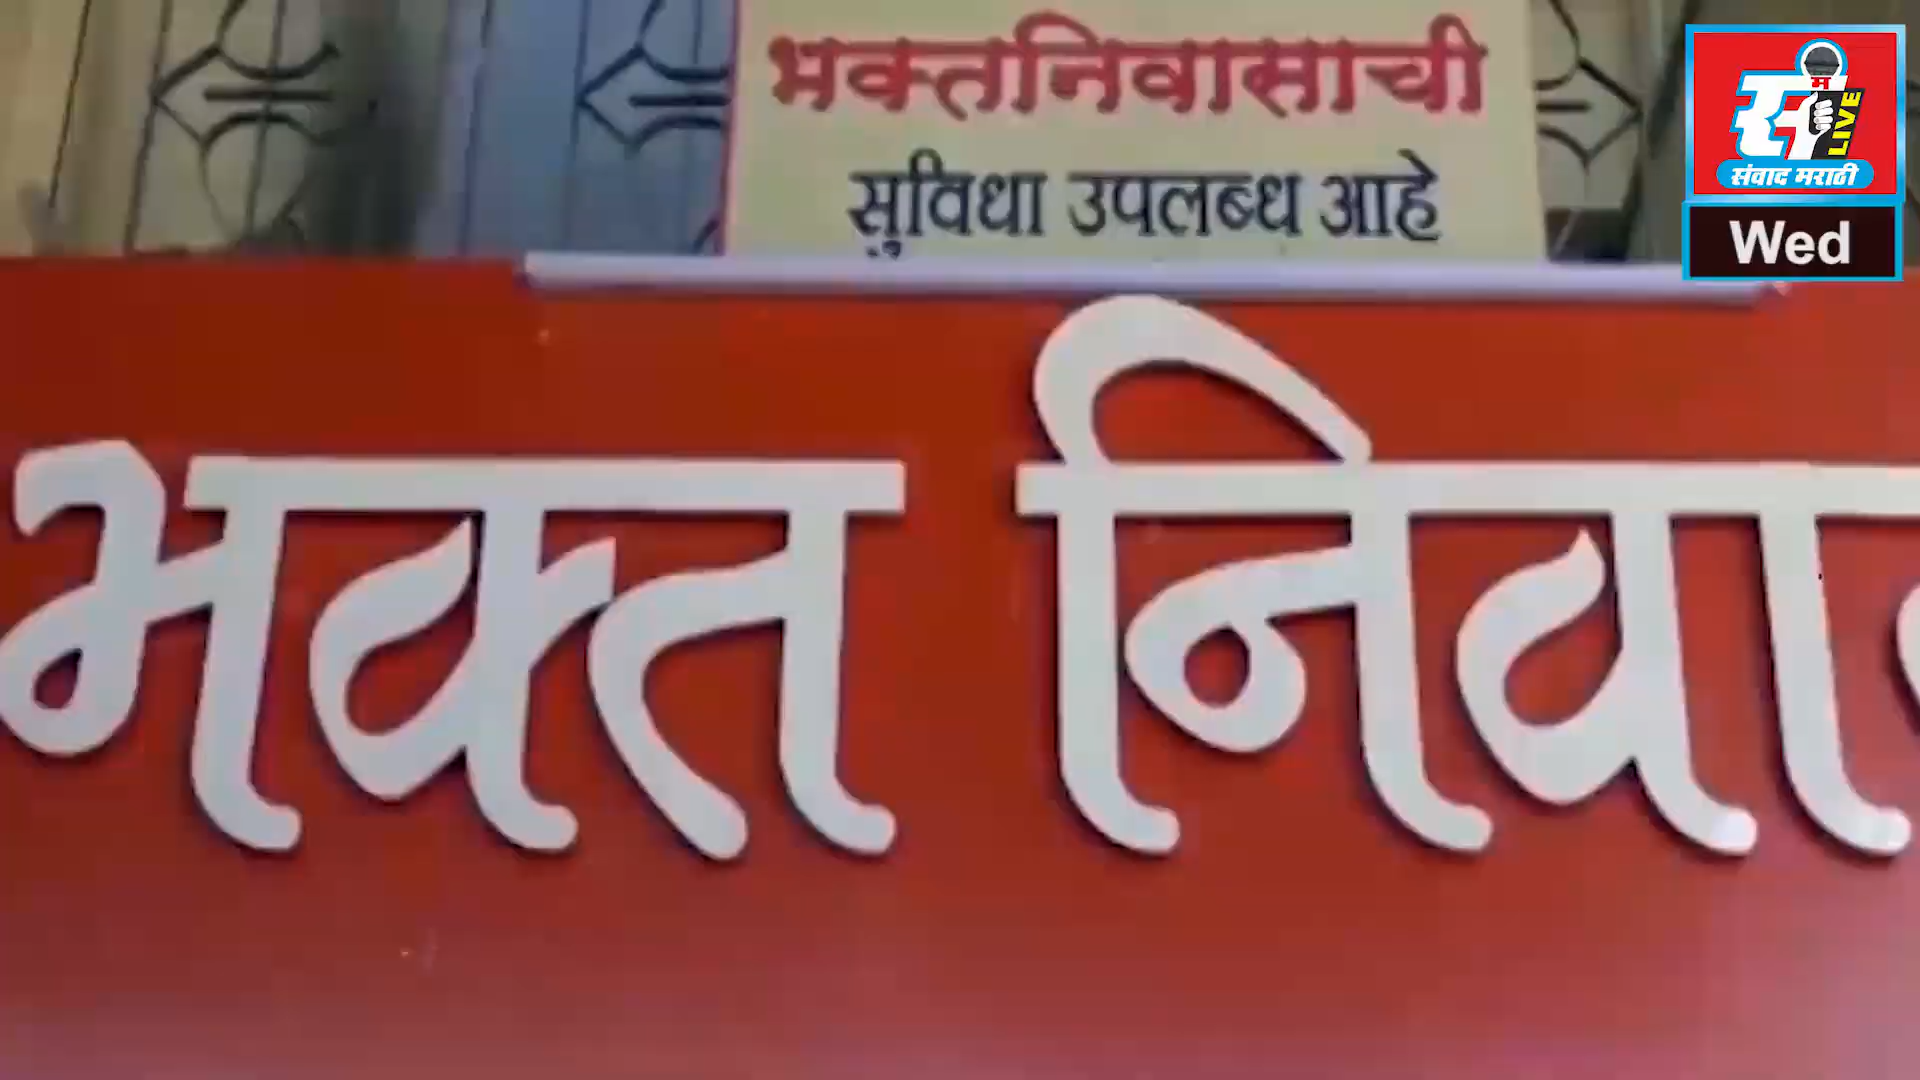 भक्तनिवासाची
सुविधा उपलब्ध आहे
म
LIVE
संवाद मराठी
Wed
भक्त निवा